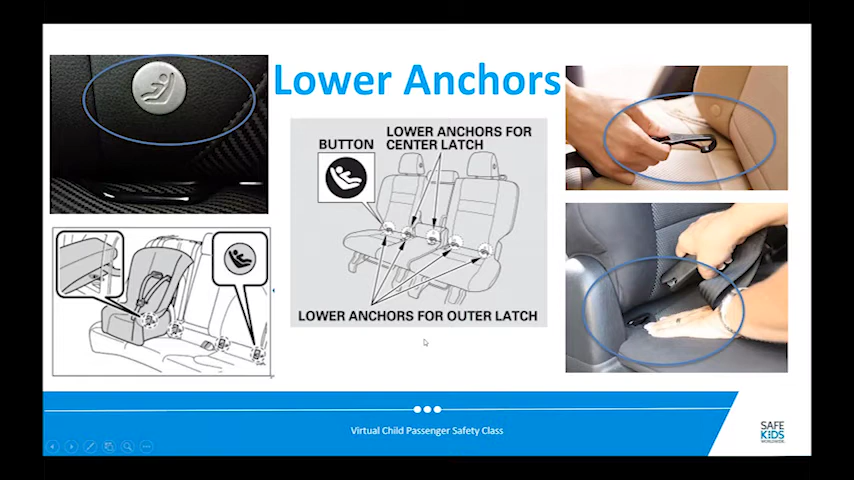 Lower Anchors
LOWER ANCHORS FOR
CENTER LATCH
BUTTON
LOWER ANCHORS FOR OUTER LATCH
Virtual Child Passenger Safety Class
SAFE
KIDS
WORLDWIDE